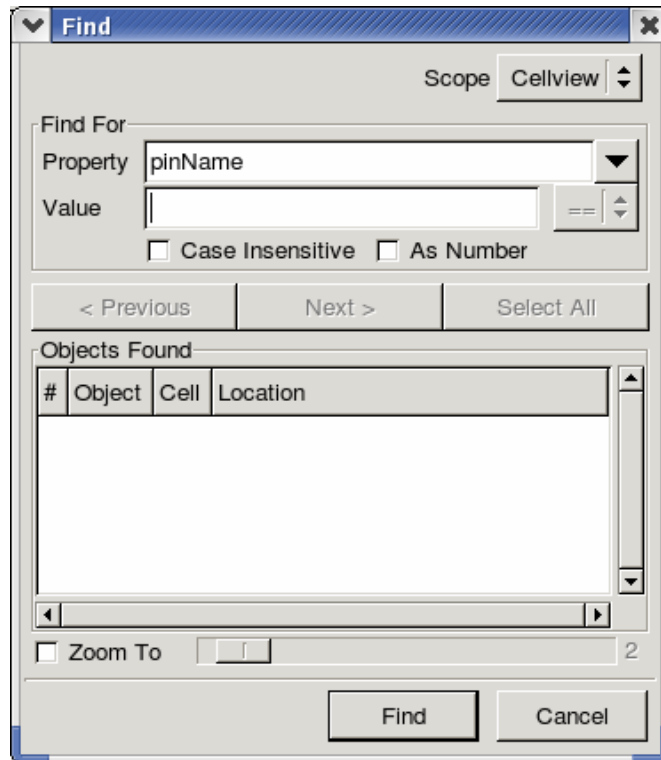 Find
Scope Cellview
Find For
Property pinName
Value ==
Case Insensitive As Number
< Previous Next > Select All
Objects Found
# Object Cell Location
Zoom To 2
Find Cancel